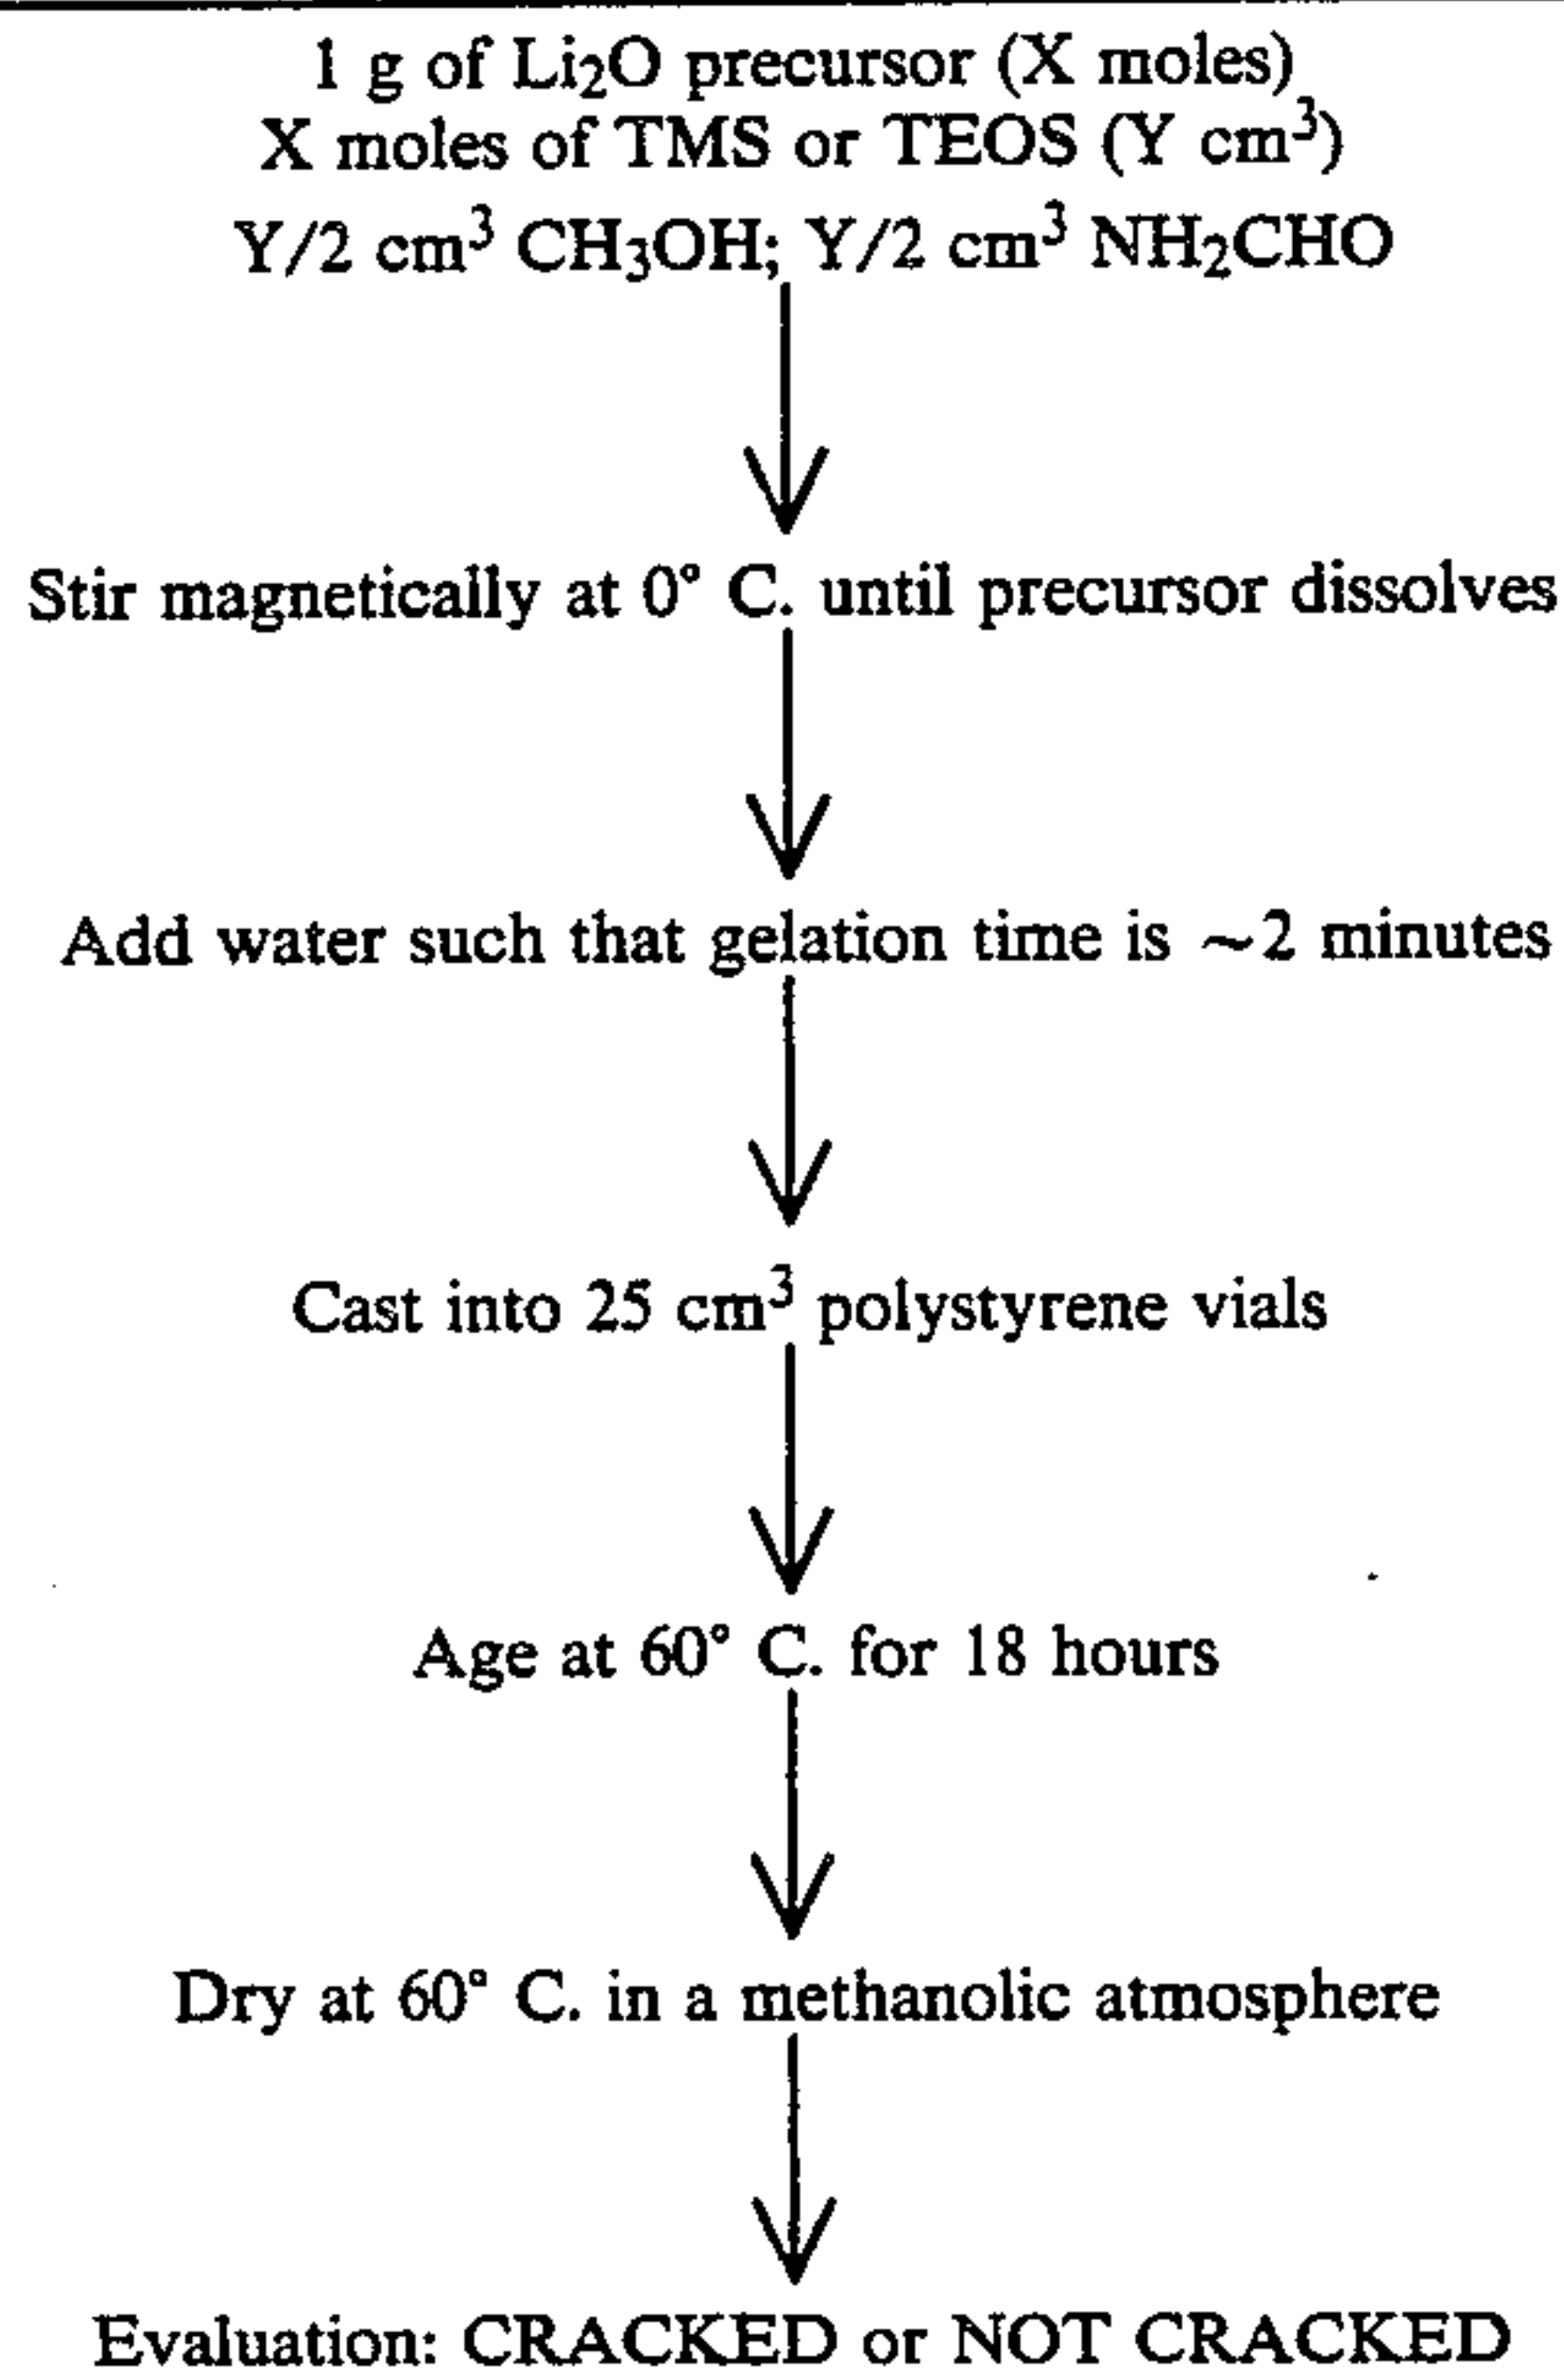 1 g of Li₂O precursor (X moles)
X moles of TMS or TEOS (Y cm³)
Y/2 cm³ CH₃OH; Y/2 cm³ NH₂CHO
Stir magnetically at 0° C. until precursor dissolves
Add water such that gelation time is ~2 minutes
Cast into 25 cm³ polystyrene vials
Age at 60° C. for 18 hours
Dry at 60° C. in a methanolic atmosphere
Evaluation: CRACKED or NOT CRACKED